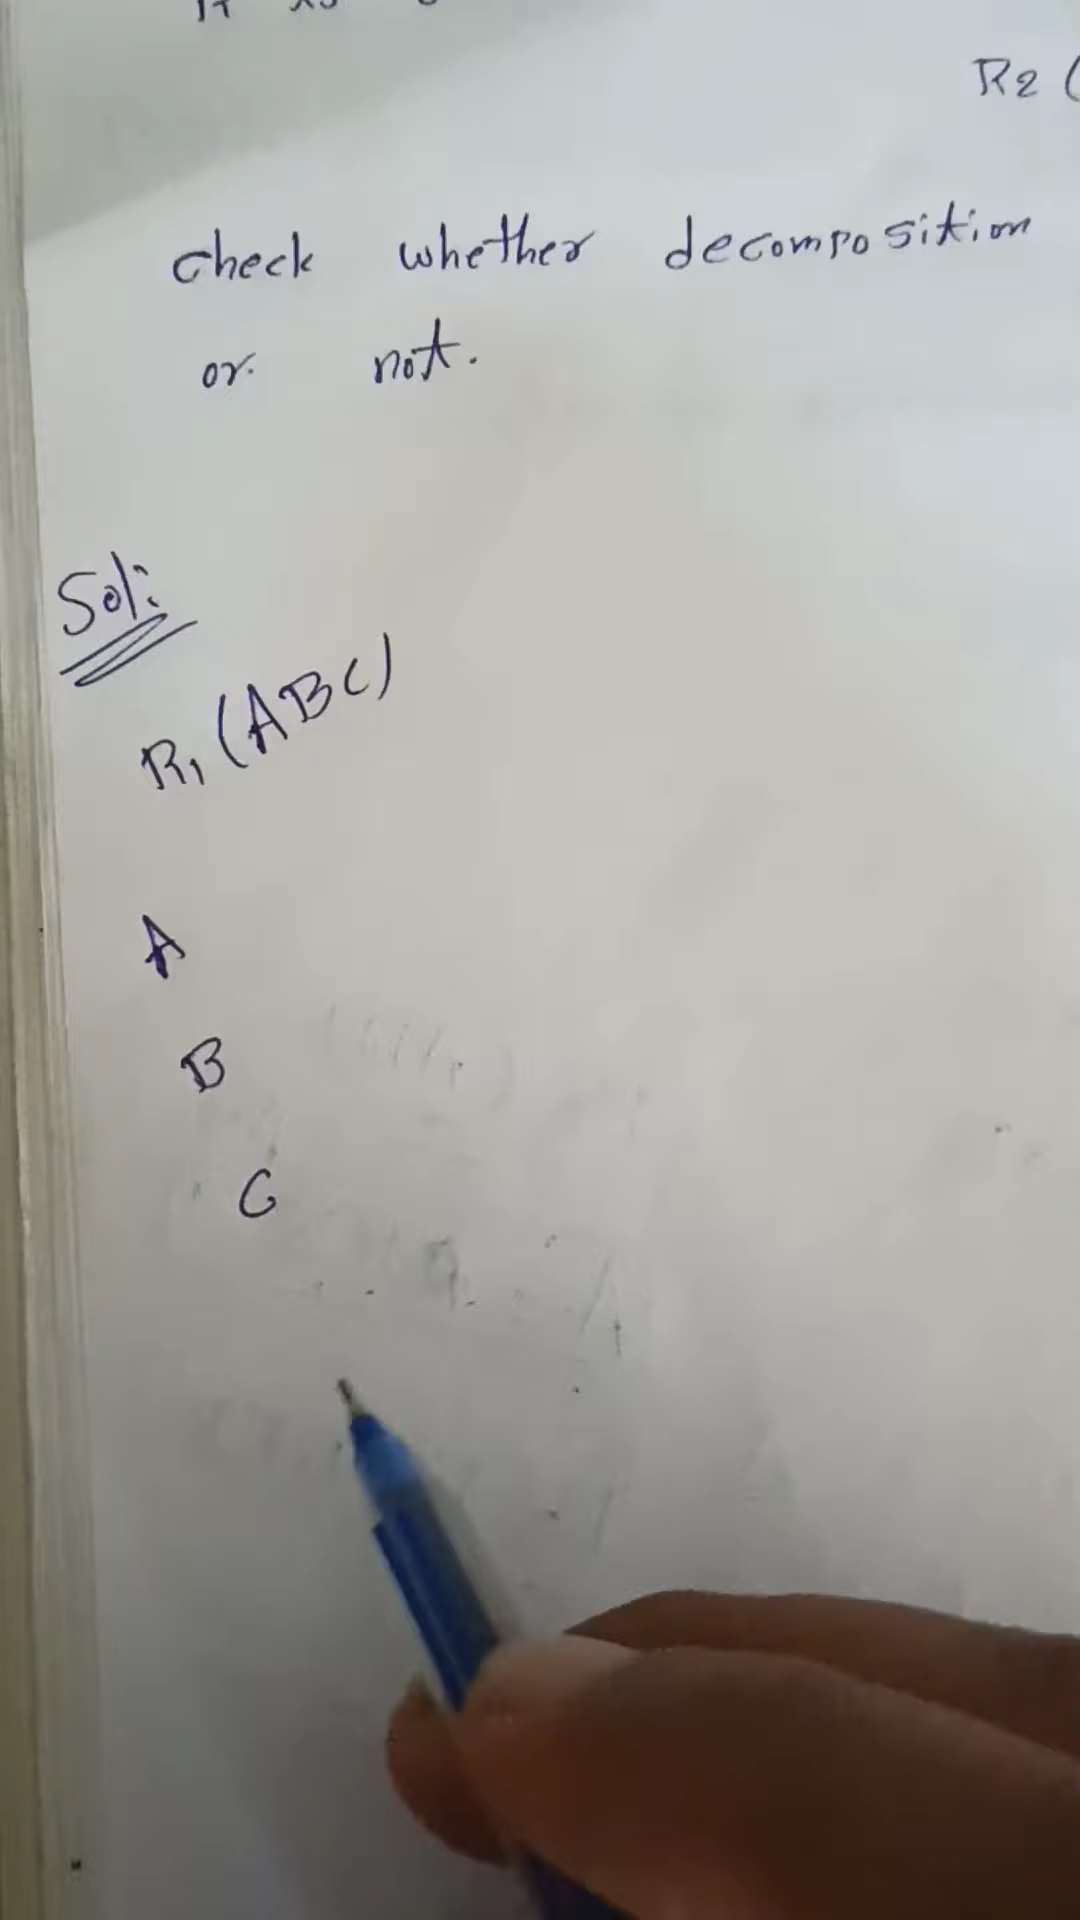 R2 (
check whether decomposition
or not.
Sol:
R1 (ABC)
A
B
C